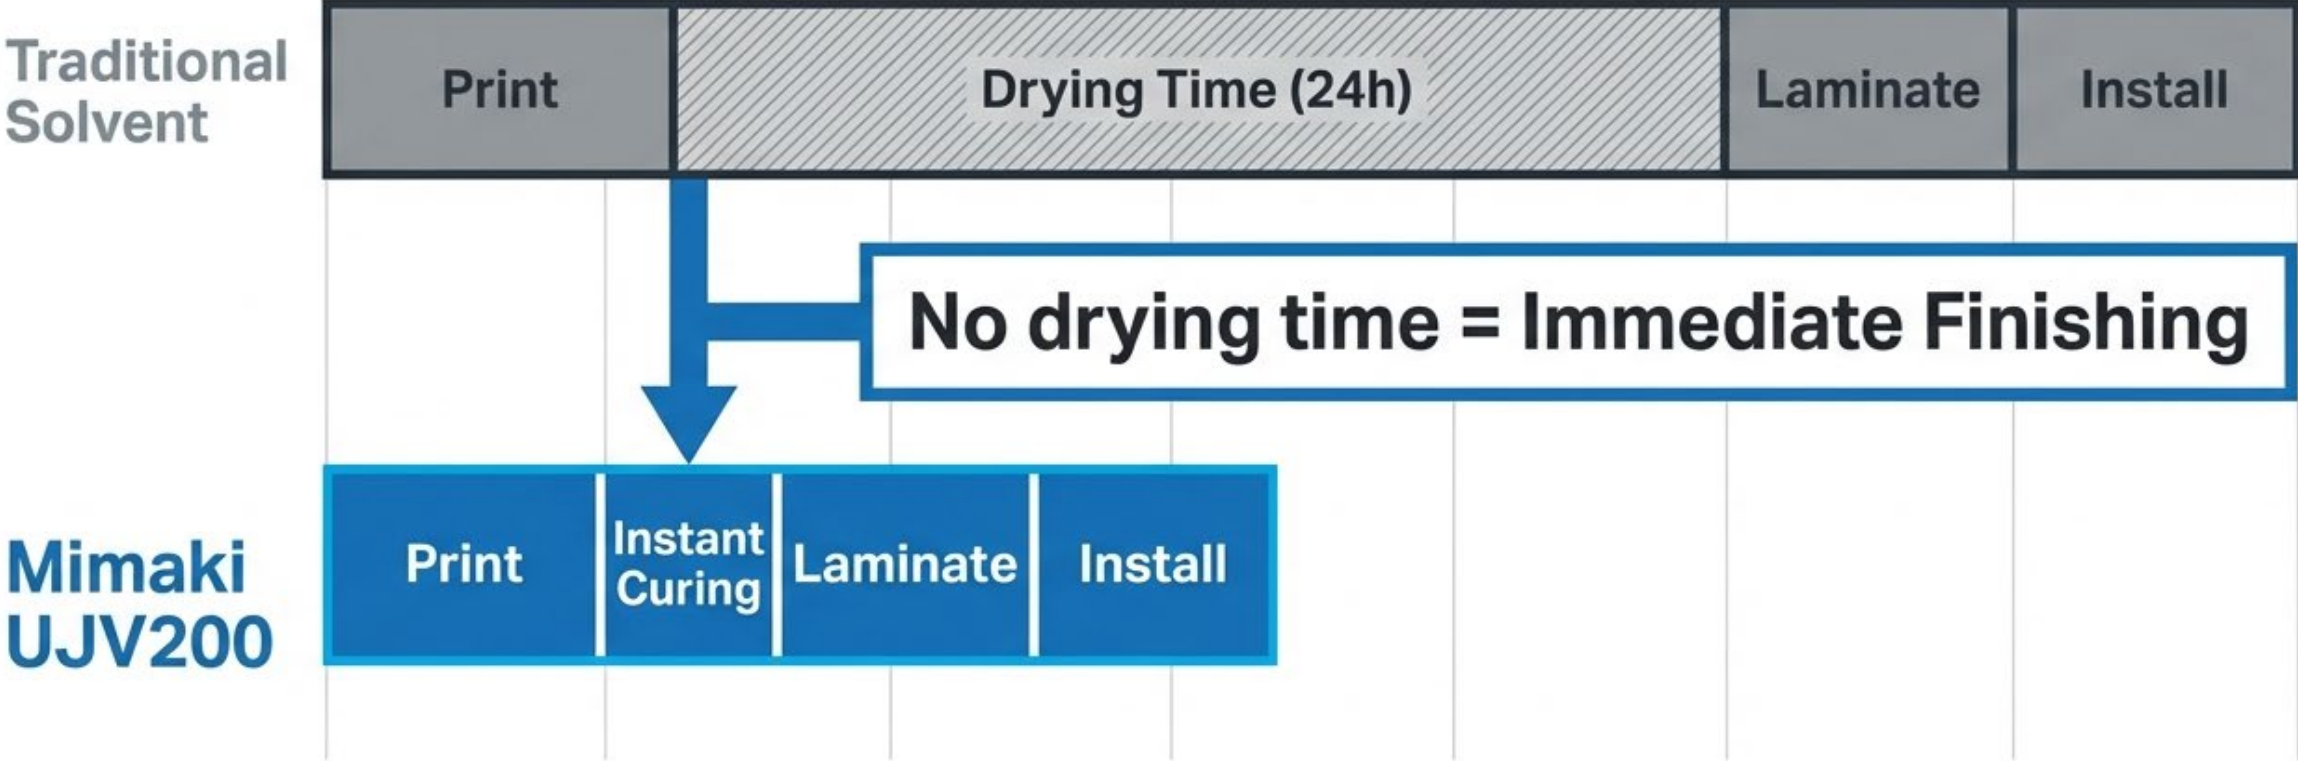 Traditional
Solvent
Print
Drying Time (24h)
Laminate
Install
No drying time = Immediate Finishing
Mimaki
UJV200
Print
Instant
Curing
Laminate
Install